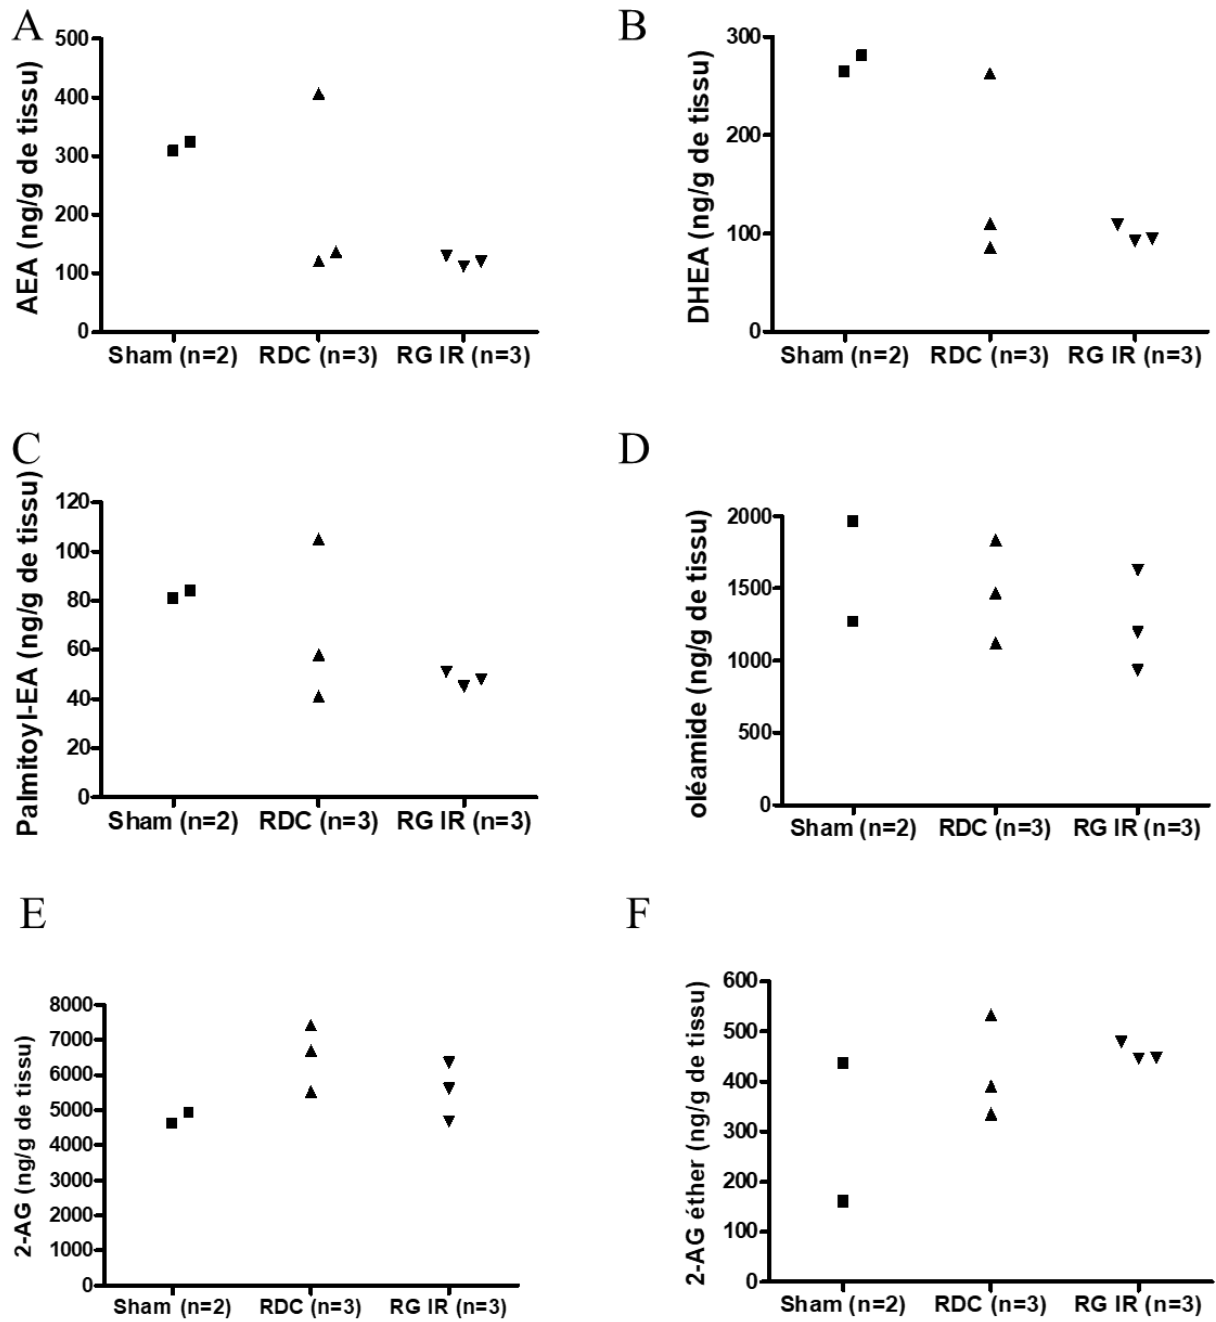 A
AEA (ng/g de tissu)
500
400
300
200
100
0
Sham (n=2) RDC (n=3) RG IR (n=3)
B
DHEA (ng/g de tissu)
300
200
100
0
Sham (n=2) RDC (n=3) RG IR (n=3)
C
Palmitoyl-EA (ng/g de tissu)
120
100
80
60
40
20
0
Sham (n=2) RDC (n=3) RG IR (n=3)
D
oléamide (ng/g de tissu)
2000
1500
1000
500
0
Sham (n=2) RDC (n=3) RG IR (n=3)
E
2-AG (ng/g de tissu)
8000
7000
6000
5000
4000
3000
2000
1000
0
Sham (n=2) RDC (n=3) RG IR (n=3)
F
2-AG éther (ng/g de tissu)
600
500
400
300
200
100
0
Sham (n=2) RDC (n=3) RG IR (n=3)